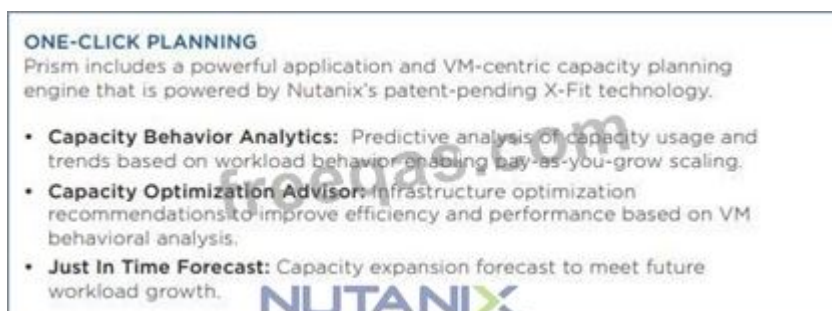 ONE-CLICK PLANNING
Prism includes a powerful application and VM-centric capacity planning
engine that is powered by Nutanix's patent-pending X-Fit technology.
• Capacity Behavior Analytics: Predictive analysis of capacity usage and
trends based on workload behavior enabling pay-as-you-grow scaling.
• Capacity Optimization Advisor: Infrastructure optimization
recommendations to improve efficiency and performance based on VM
behavioral analysis.
• Just In Time Forecast: Capacity expansion forecast to meet future
workload growth.
NUTANIX
freeqas.com